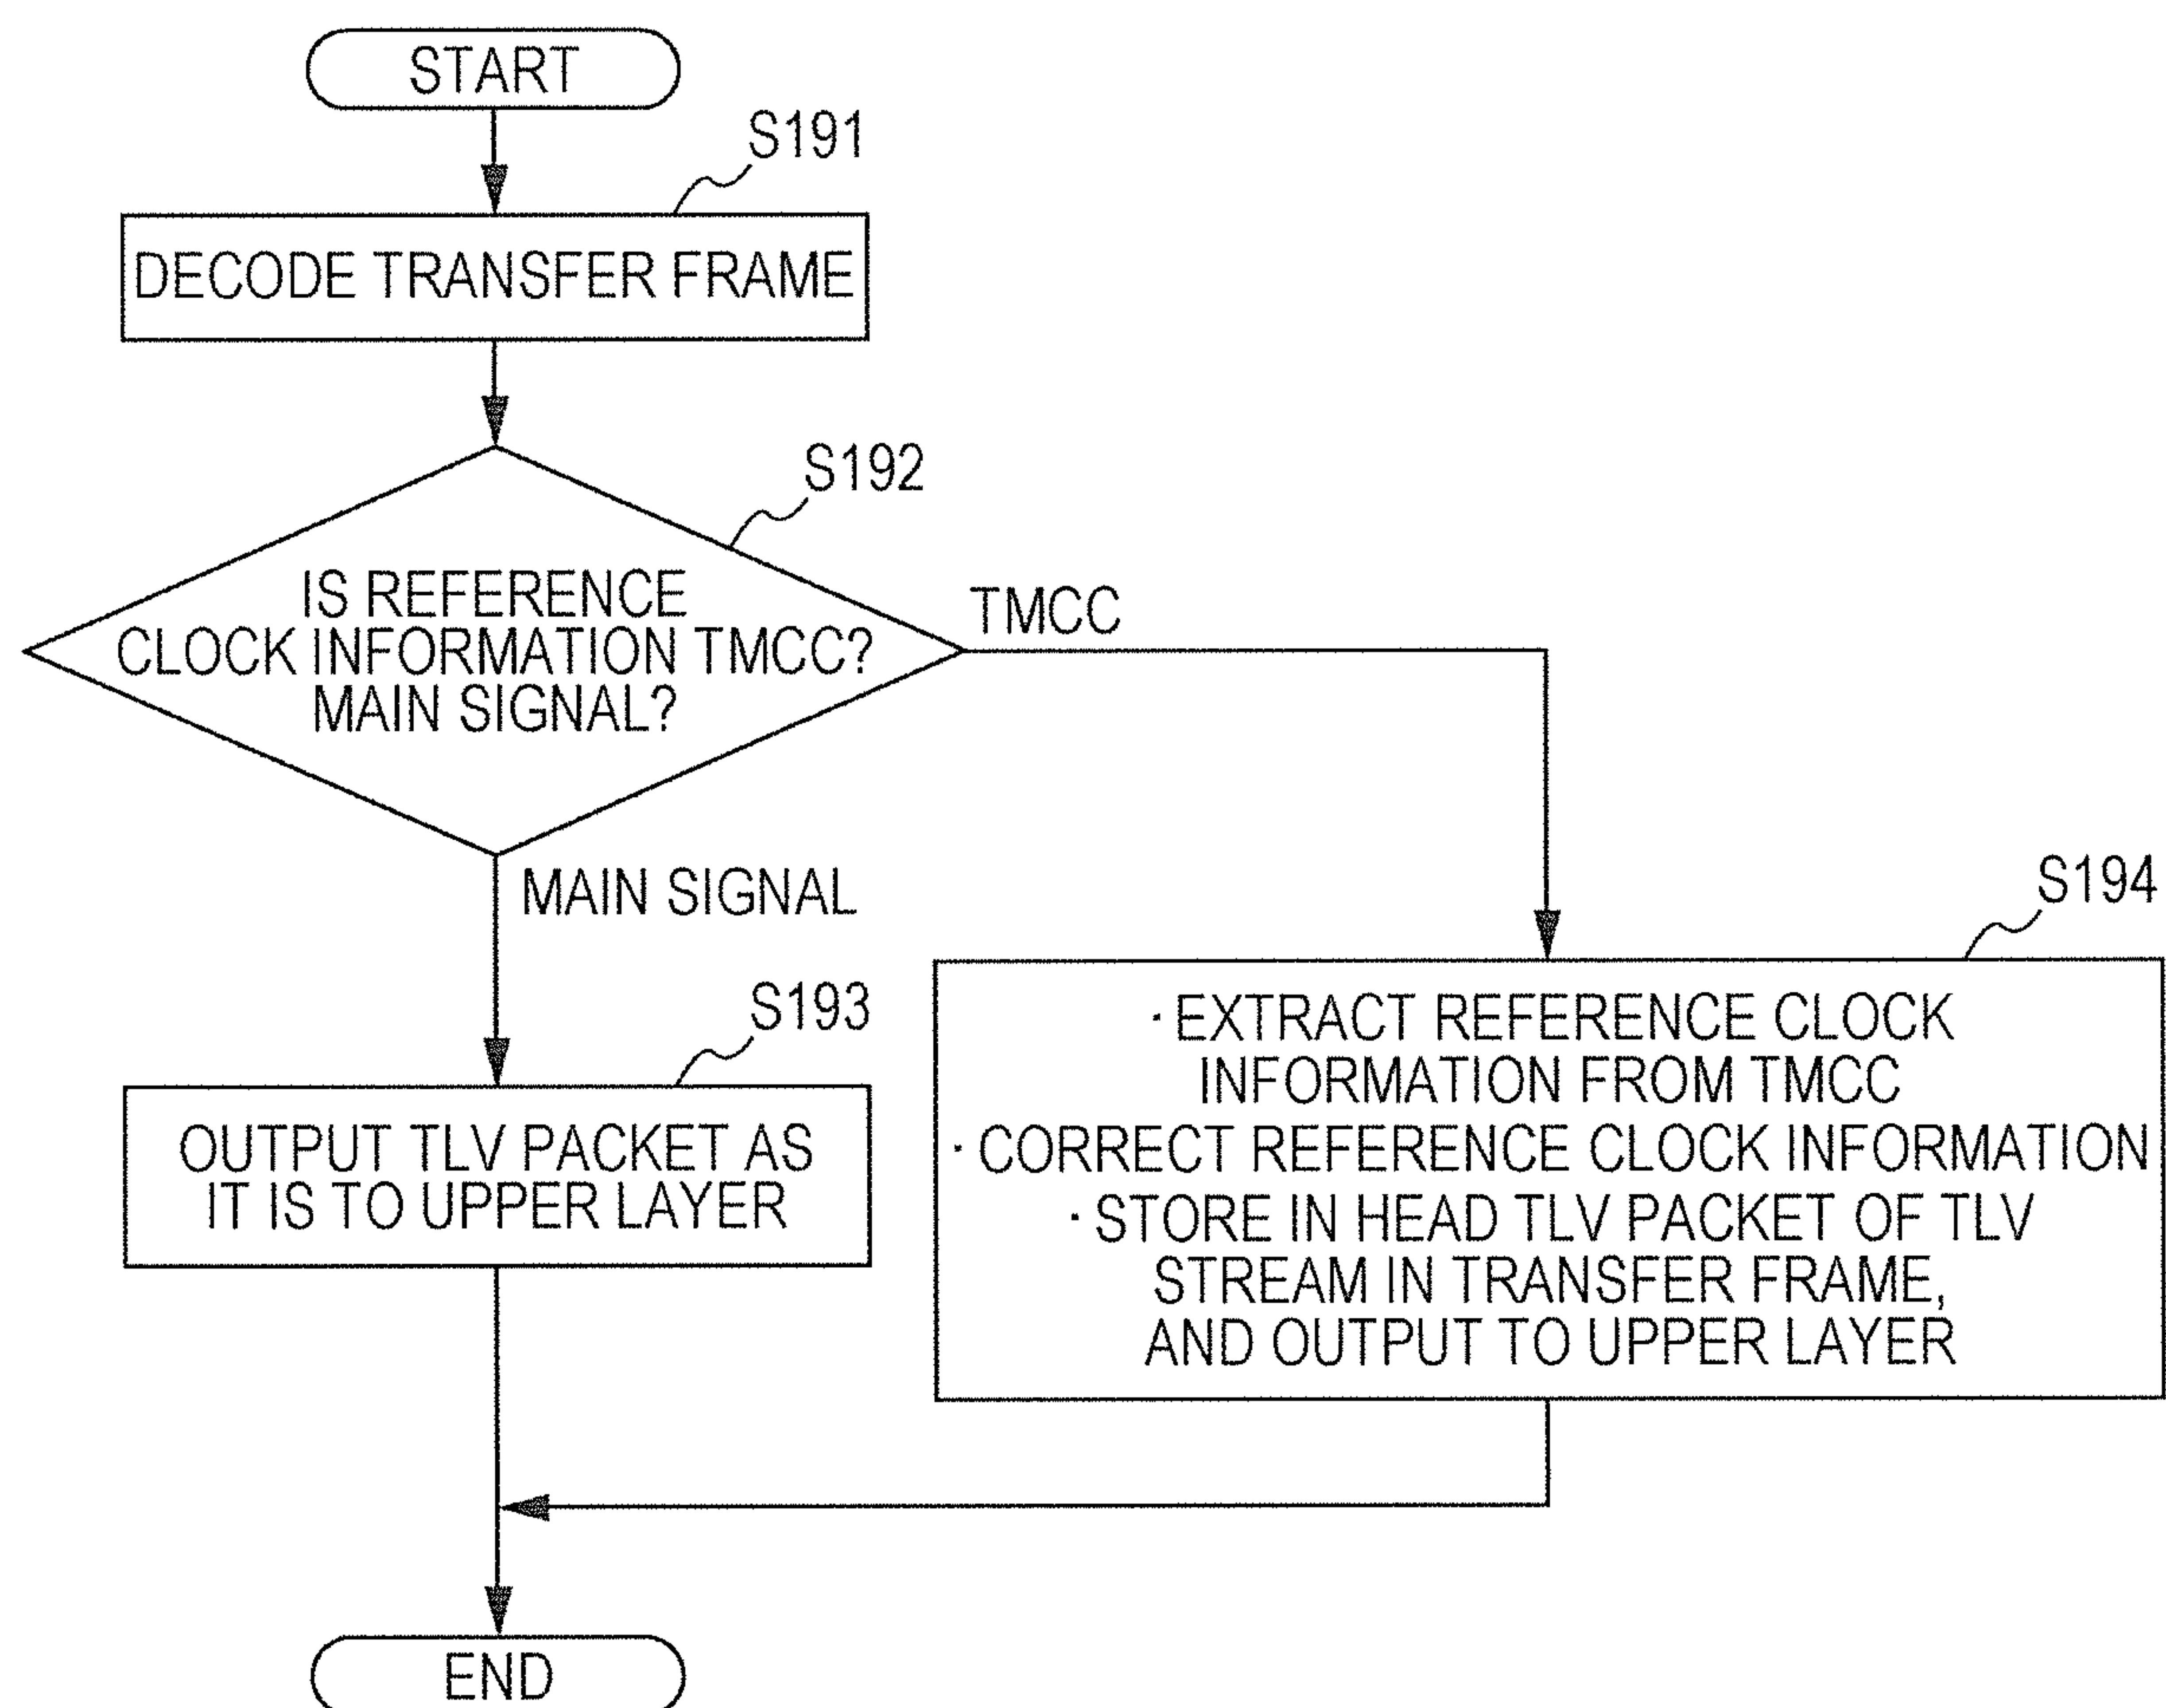 START
S191
DECODE TRANSFER FRAME
S192
IS REFERENCE
CLOCK INFORMATION TMCC?
MAIN SIGNAL?
TMCC
MAIN SIGNAL
S193
OUTPUT TLV PACKET AS
IT IS TO UPPER LAYER
S194
· EXTRACT REFERENCE CLOCK
INFORMATION FROM TMCC
· CORRECT REFERENCE CLOCK INFORMATION
· STORE IN HEAD TLV PACKET OF TLV
STREAM IN TRANSFER FRAME,
AND OUTPUT TO UPPER LAYER
END